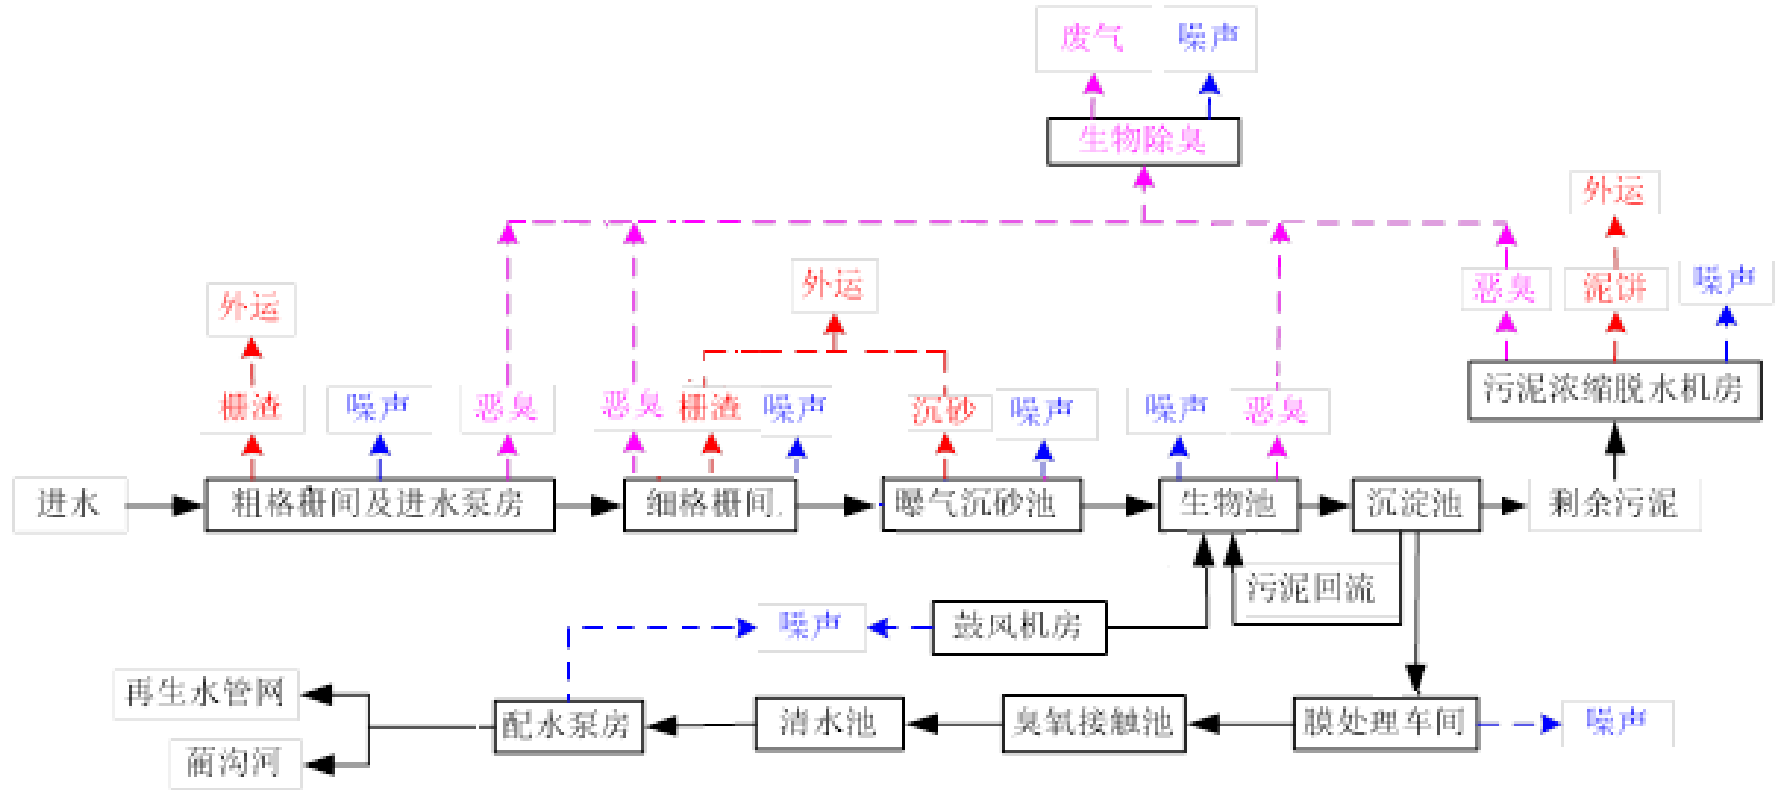 废气
噪声
生物除臭
外运
外运
恶臭
泥饼
噪声
外运
栅渣
噪声
恶臭
恶臭
栅渣
噪声
沉砂
噪声
噪声
恶臭
污泥浓缩脱水机房
进水
粗格栅间及进水泵房
细格栅间
曝气沉砂池
生物池
沉淀池
剩余污泥
污泥回流
噪声
鼓风机房
再生水管网
配水泵房
清水池
臭氧接触池
膜处理车间
噪声
蔺沟河